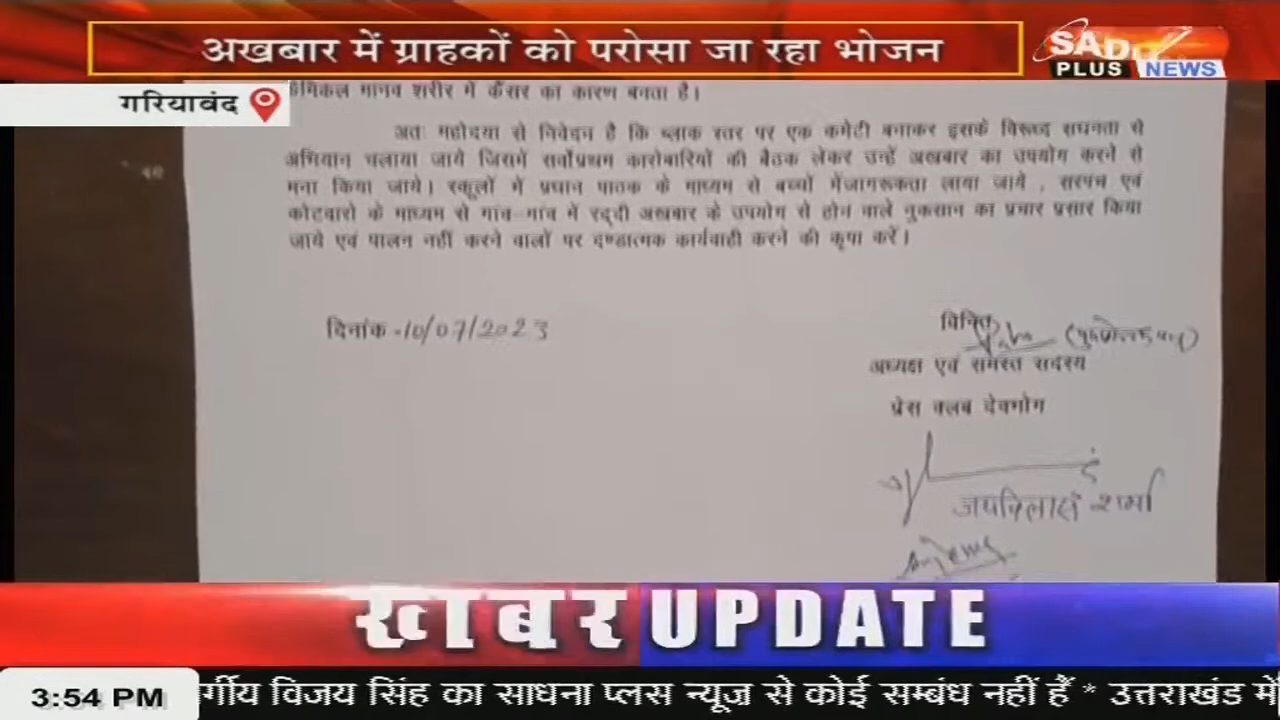 अखबार में ग्राहकों को परोसा जा रहा भोजन
SADHNA
PLUS NEWS
गरियाबंद
कैमिकल मानव शरीर में कैंसर का कारण बनता है।
अतः महोदया से निवेदन है कि ब्लाक स्तर पर एक कमेटी बनाकर इसके विरूध्द सघनता से
अभियान चलाया जाये जिसमें सर्वोप्रथम कारोबारियों की बैठक लेकर उन्हें अखबार का उपयोग करने से
मना किया जाये। स्कूलों में प्रधान पाठक के माध्यम से बच्चों मेंजागरूकता लाया जाये , सरपंच एवं
कोटवारो के माध्यम से गांव-गांव में रद्दी अखबार के उपयोग से होन वाले नुकसान का प्रचार प्रसार किया
जाये एवं पालन नहीं करने वालों पर दण्डात्मक कार्यवाही करने की कृपा करें।
दिनांक -10/07/2023
विनित
अध्यक्ष एवं समस्त सदस्य
प्रेस क्लब देवभोग
जयविलास शर्मा
खबर UPDATE
3:54 PM
र्गीय विजय सिंह का साधना प्लस न्यूज़ से कोई सम्बंध नहीं हैं * उत्तराखंड में